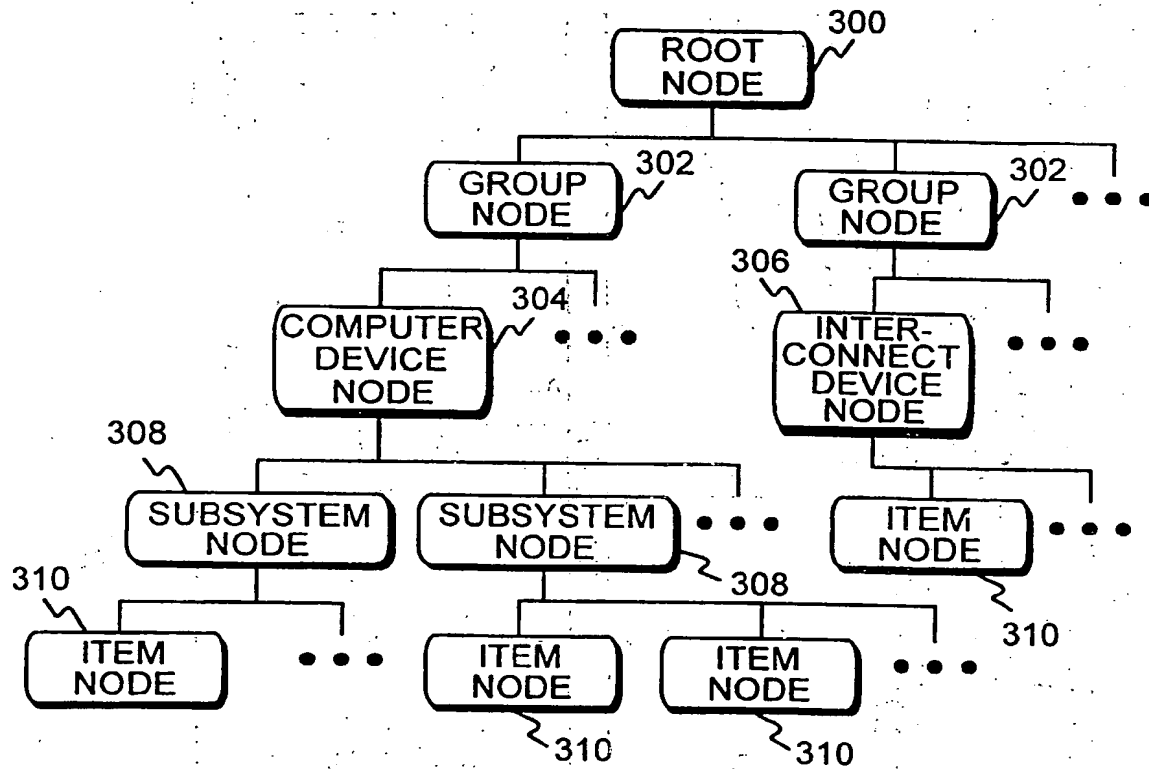 300
ROOT
NODE
302
GROUP
NODE
302
GROUP
NODE
306
304
COMPUTER
DEVICE
NODE
INTER-
CONNECT
DEVICE
NODE
308
SUBSYSTEM
NODE
SUBSYSTEM
NODE
308
ITEM
NODE
310
310
ITEM
NODE
ITEM
NODE
310
ITEM
NODE
310